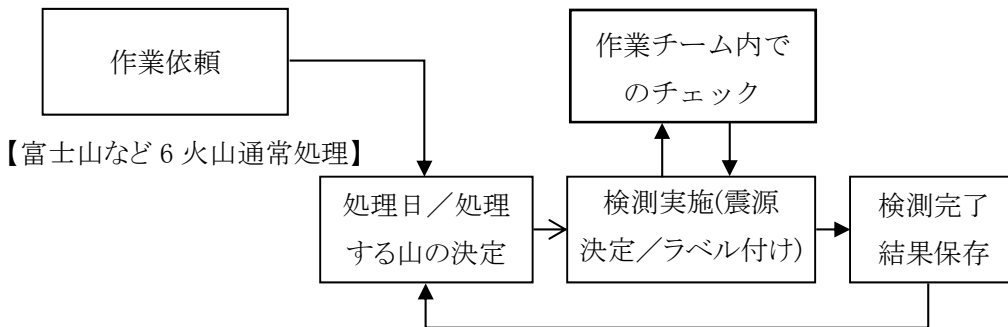 作業依頼
作業チーム内で
のチェック
【富士山など 6 火山通常処理】
処理日／処理
する山の決定
検測実施(震源
決定／ラベル付け)
検測完了
結果保存